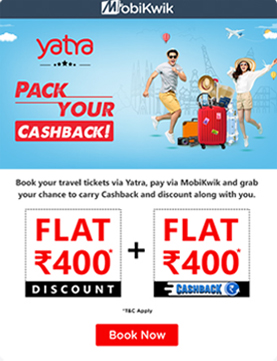 MobiKwik
yatra
PACK
YOUR
CASHBACK!
Book your travel tickets via Yatra, pay via MobiKwik and grab
your chance to carry Cashback and discount along with you.
FLAT + FLAT
₹400* ₹400*
DISCOUNT CASHBACK
*T&C Apply
Book Now